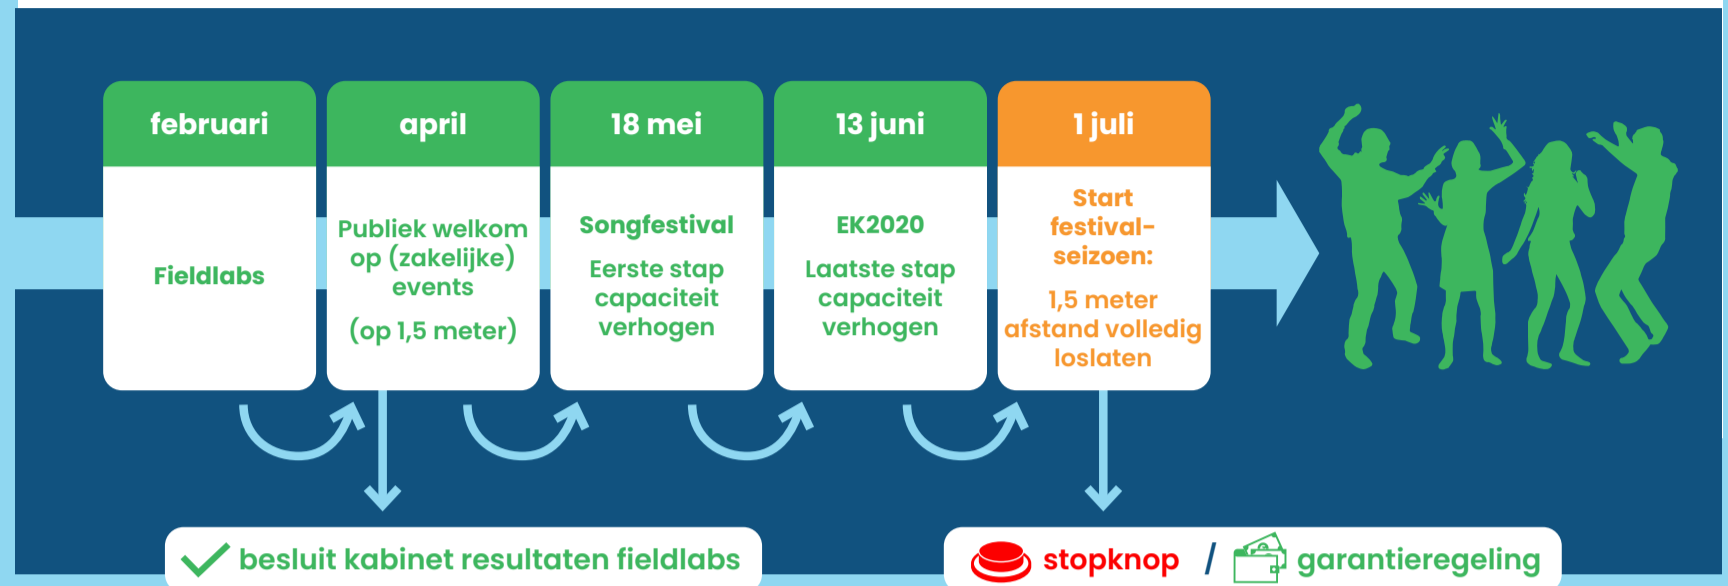 februari
Fieldlabs
april
Publiek welkom
op (zakelijke)
events
(op 1,5 meter)
18 mei
Songfestival
Eerste stap
capaciteit
verhogen
13 juni
EK2020
Laatste stap
capaciteit
verhogen
1 juli
Start
festival-
seizoen:
1,5 meter
afstand volledig
loslaten
besluit kabinet resultaten fieldlabs
stopknop / garantieregeling